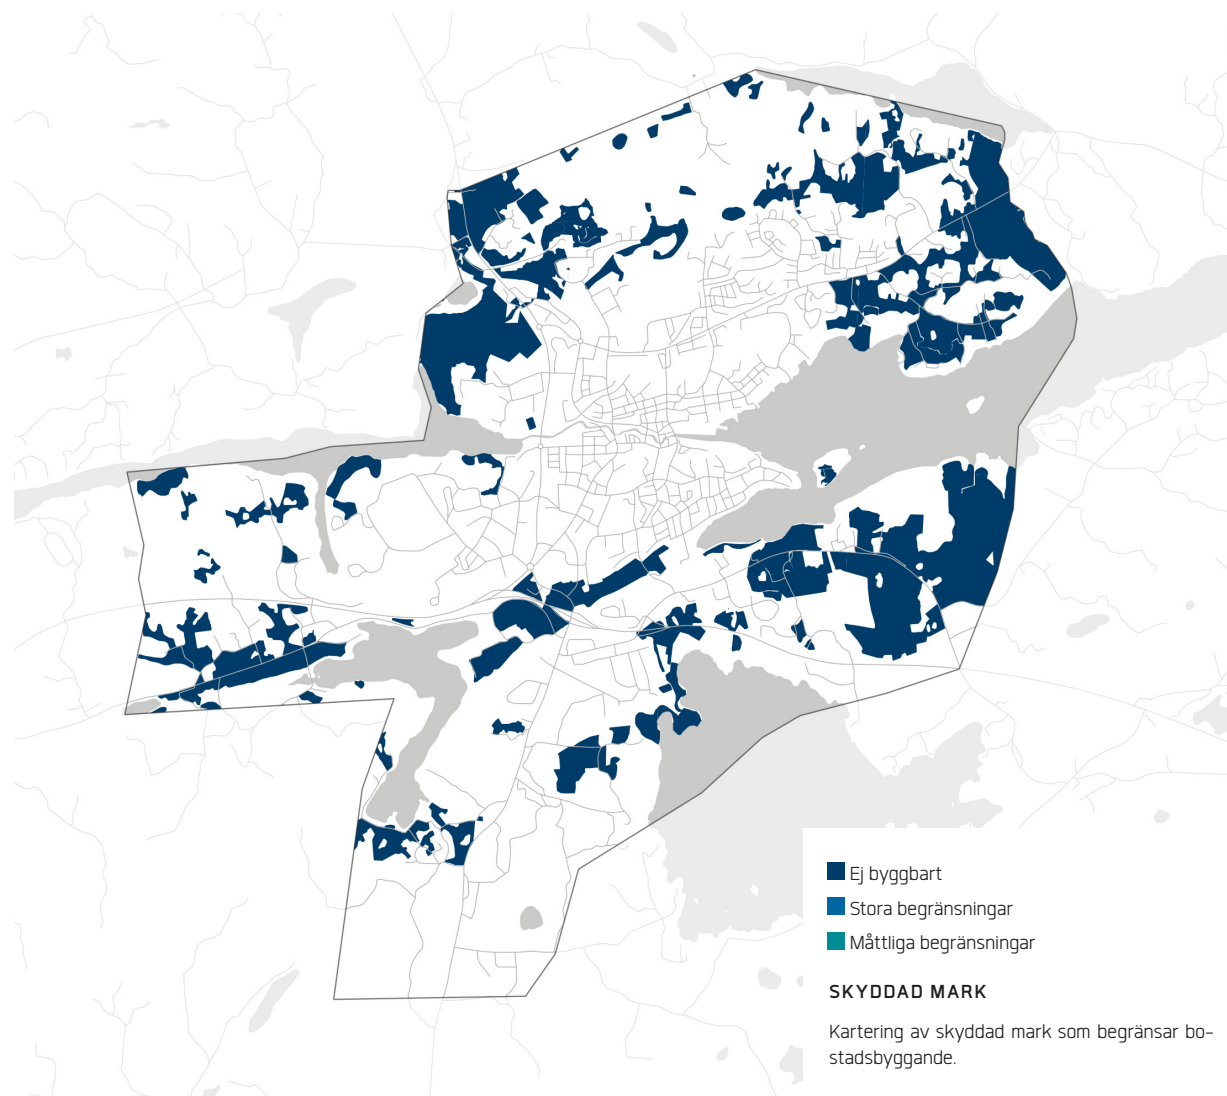 Ej byggbart
Stora begränsningar
Måttliga begränsningar
SKYDDAD MARK
Kartering av skyddad mark som begränsar bo-
stadsbyggande.